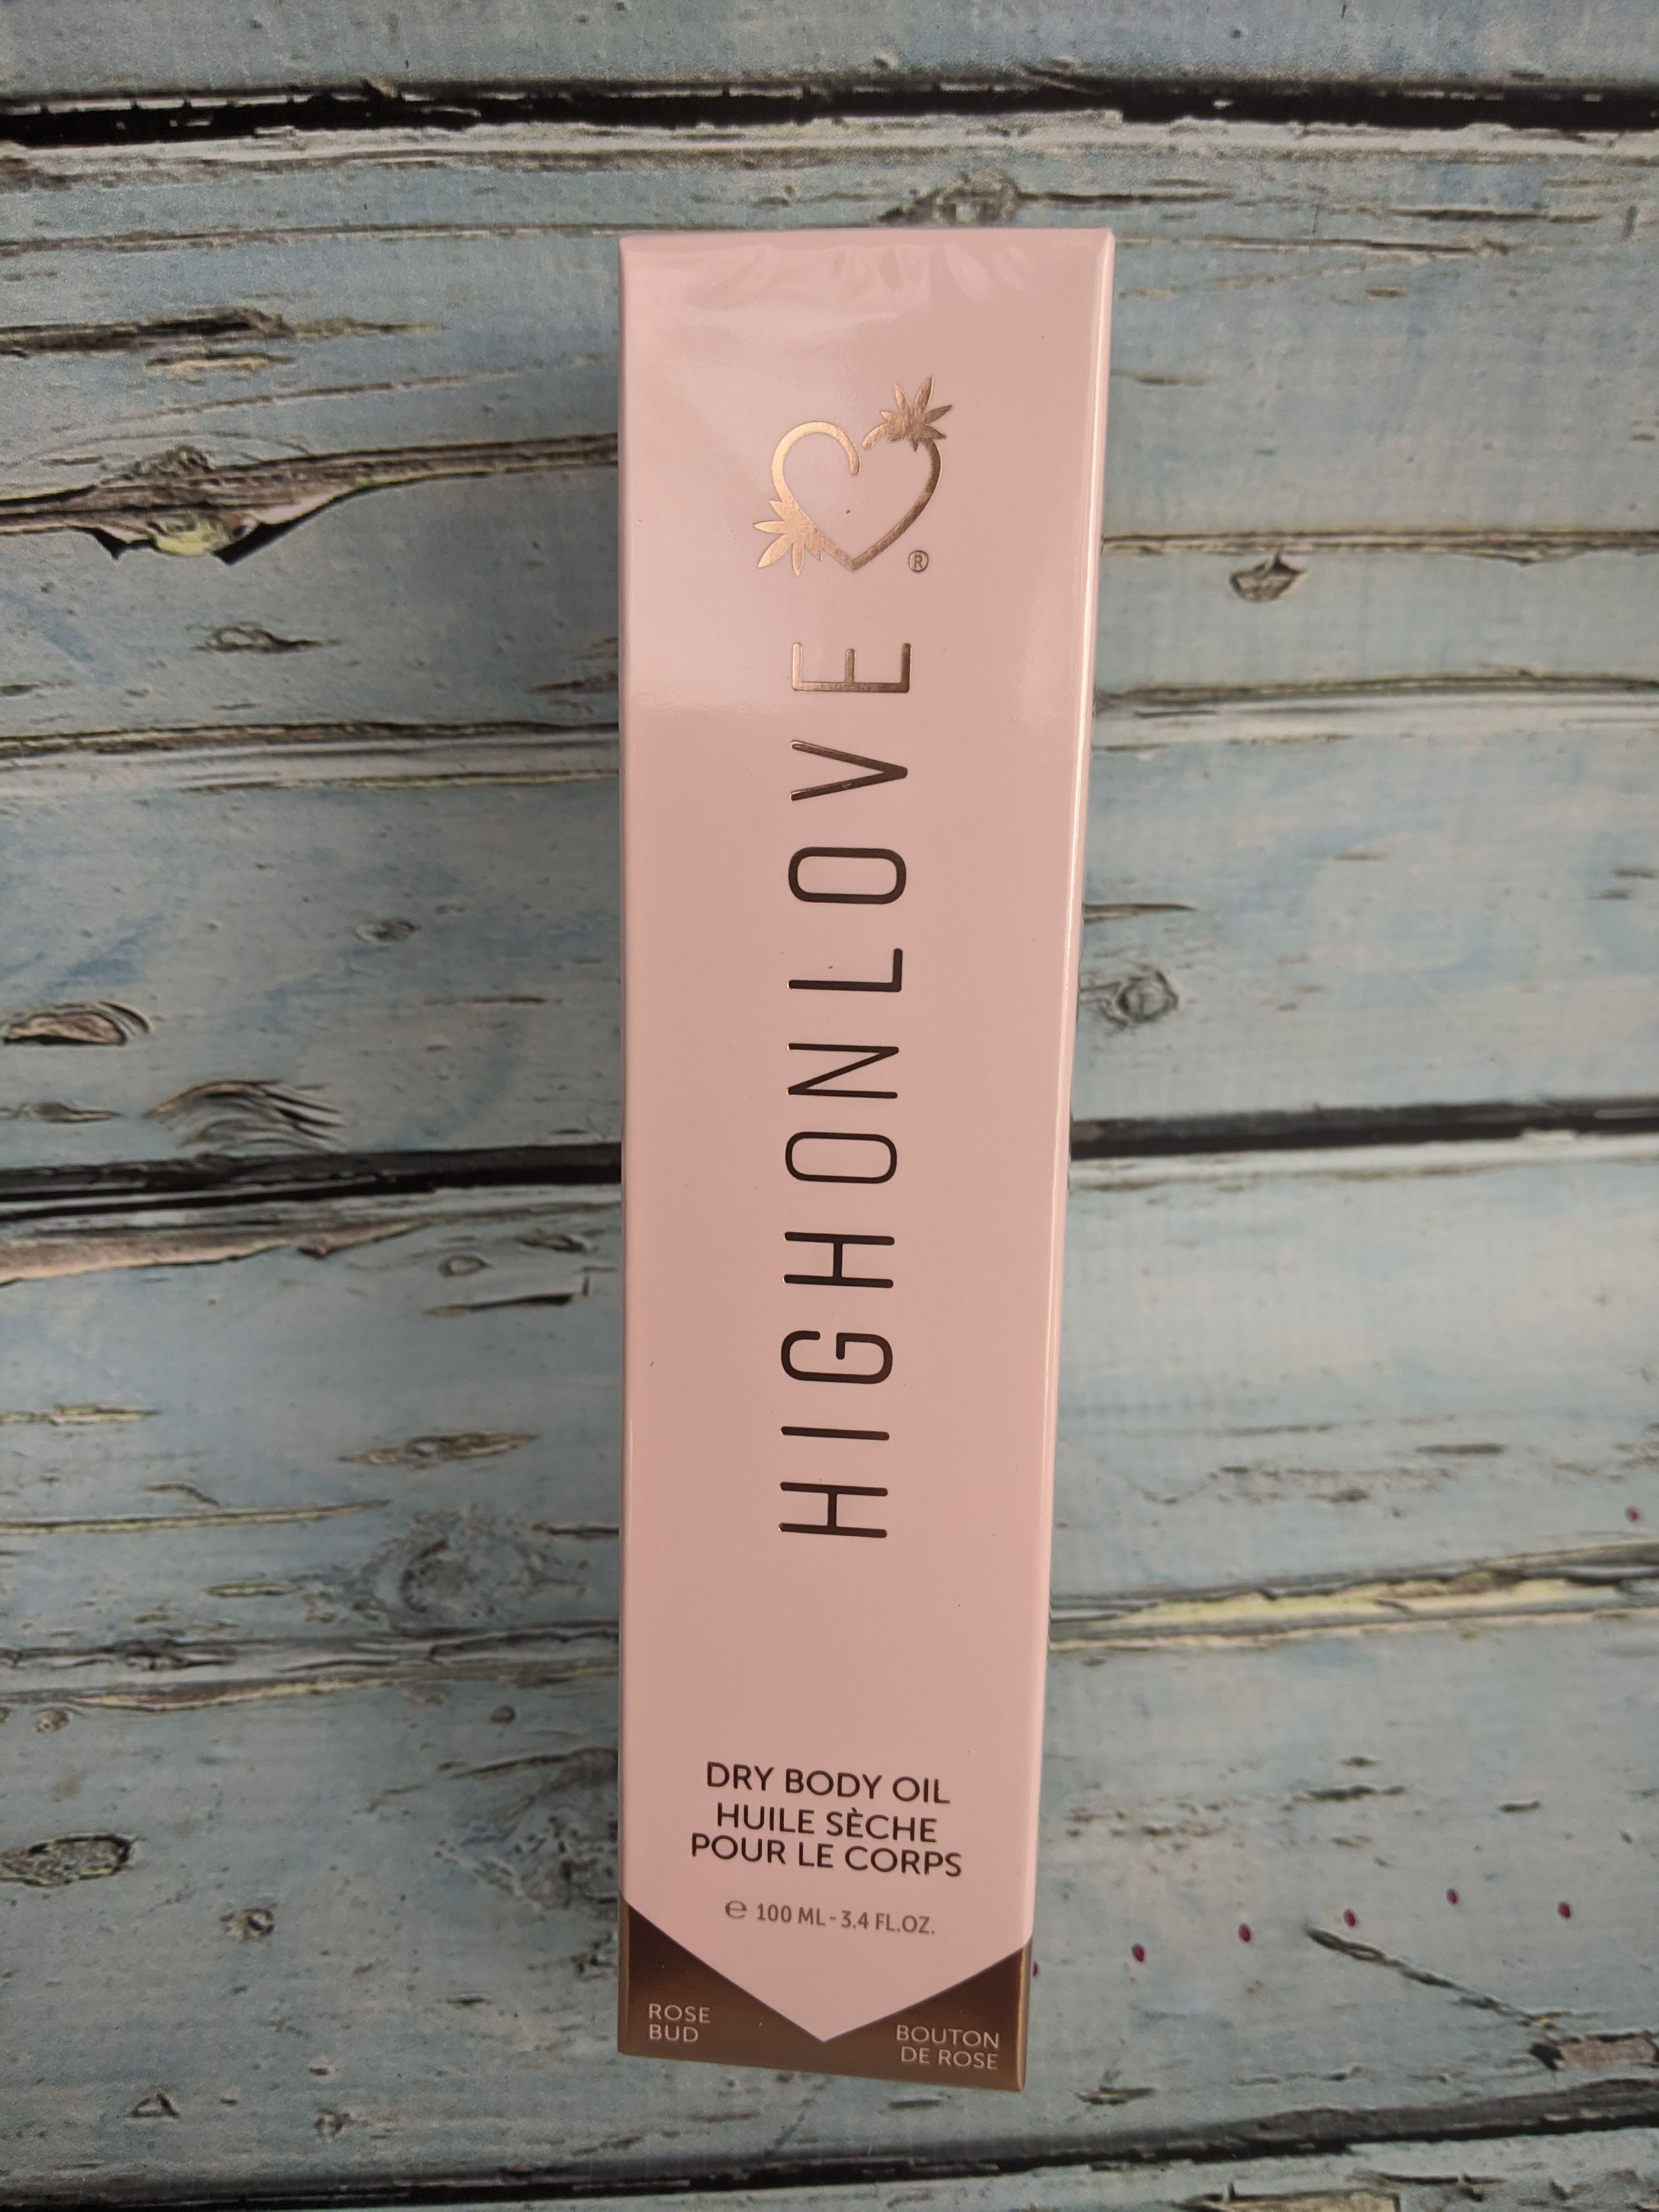 ®
HIGHONLOVE
DRY BODY OIL
HUILE SÈCHE
POUR LE CORPS
℮ 100 ML - 3.4 FL.OZ.
ROSE
BUD
BOUTON
DE ROSE